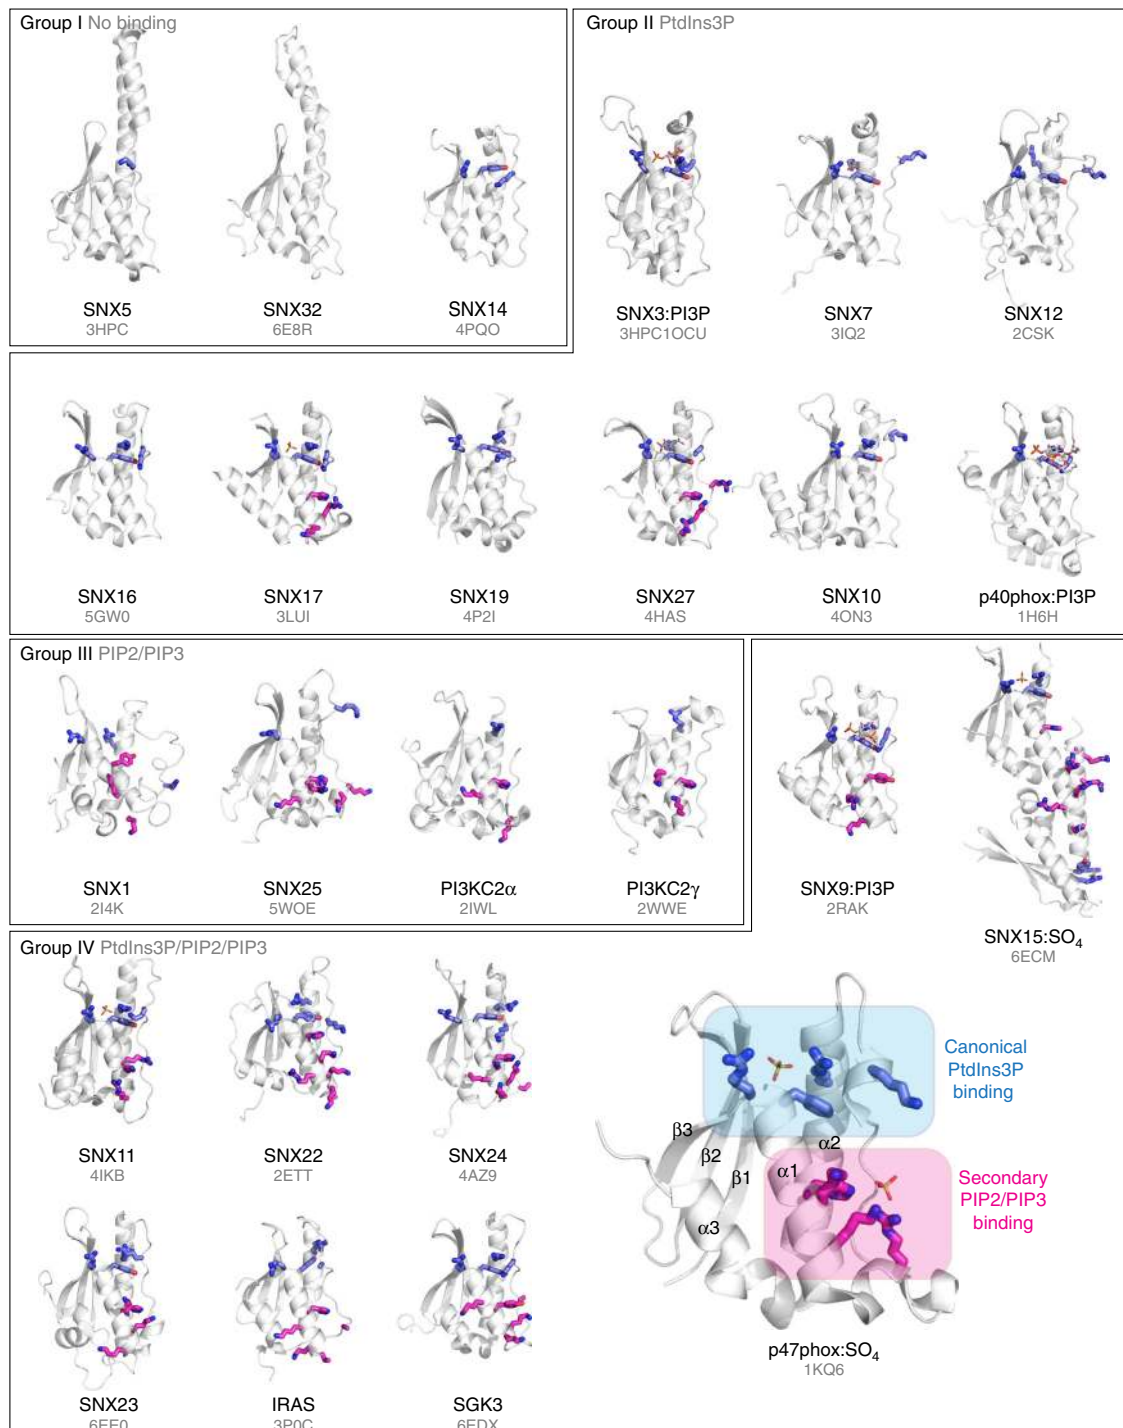 Group I No binding
Group II PtdIns3P
SNX5
3HPC
SNX32
6E8R
SNX14
4PQO
SNX3:PI3P
3HPC1OCU
SNX7
3IQ2
SNX12
2CSK
SNX16
5GW0
SNX17
3LUI
SNX19
4P2I
SNX27
4HAS
SNX10
4ON3
p40phox:PI3P
1H6H
Group III PIP2/PIP3
SNX1
2I4K
SNX25
5WOE
PI3KC2α
2IWL
PI3KC2γ
2WWE
SNX9:PI3P
2RAK
SNX15:SO₄
6ECM
Group IV PtdIns3P/PIP2/PIP3
SNX11
4IKB
SNX22
2ETT
SNX24
4AZ9
SNX23
6EE0
IRAS
3P0C
SGK3
6EDX
Canonical
PtdIns3P
binding
β3
β2
β1
α1
α2
α3
Secondary
PIP2/PIP3
binding
p47phox:SO₄
1KQ6